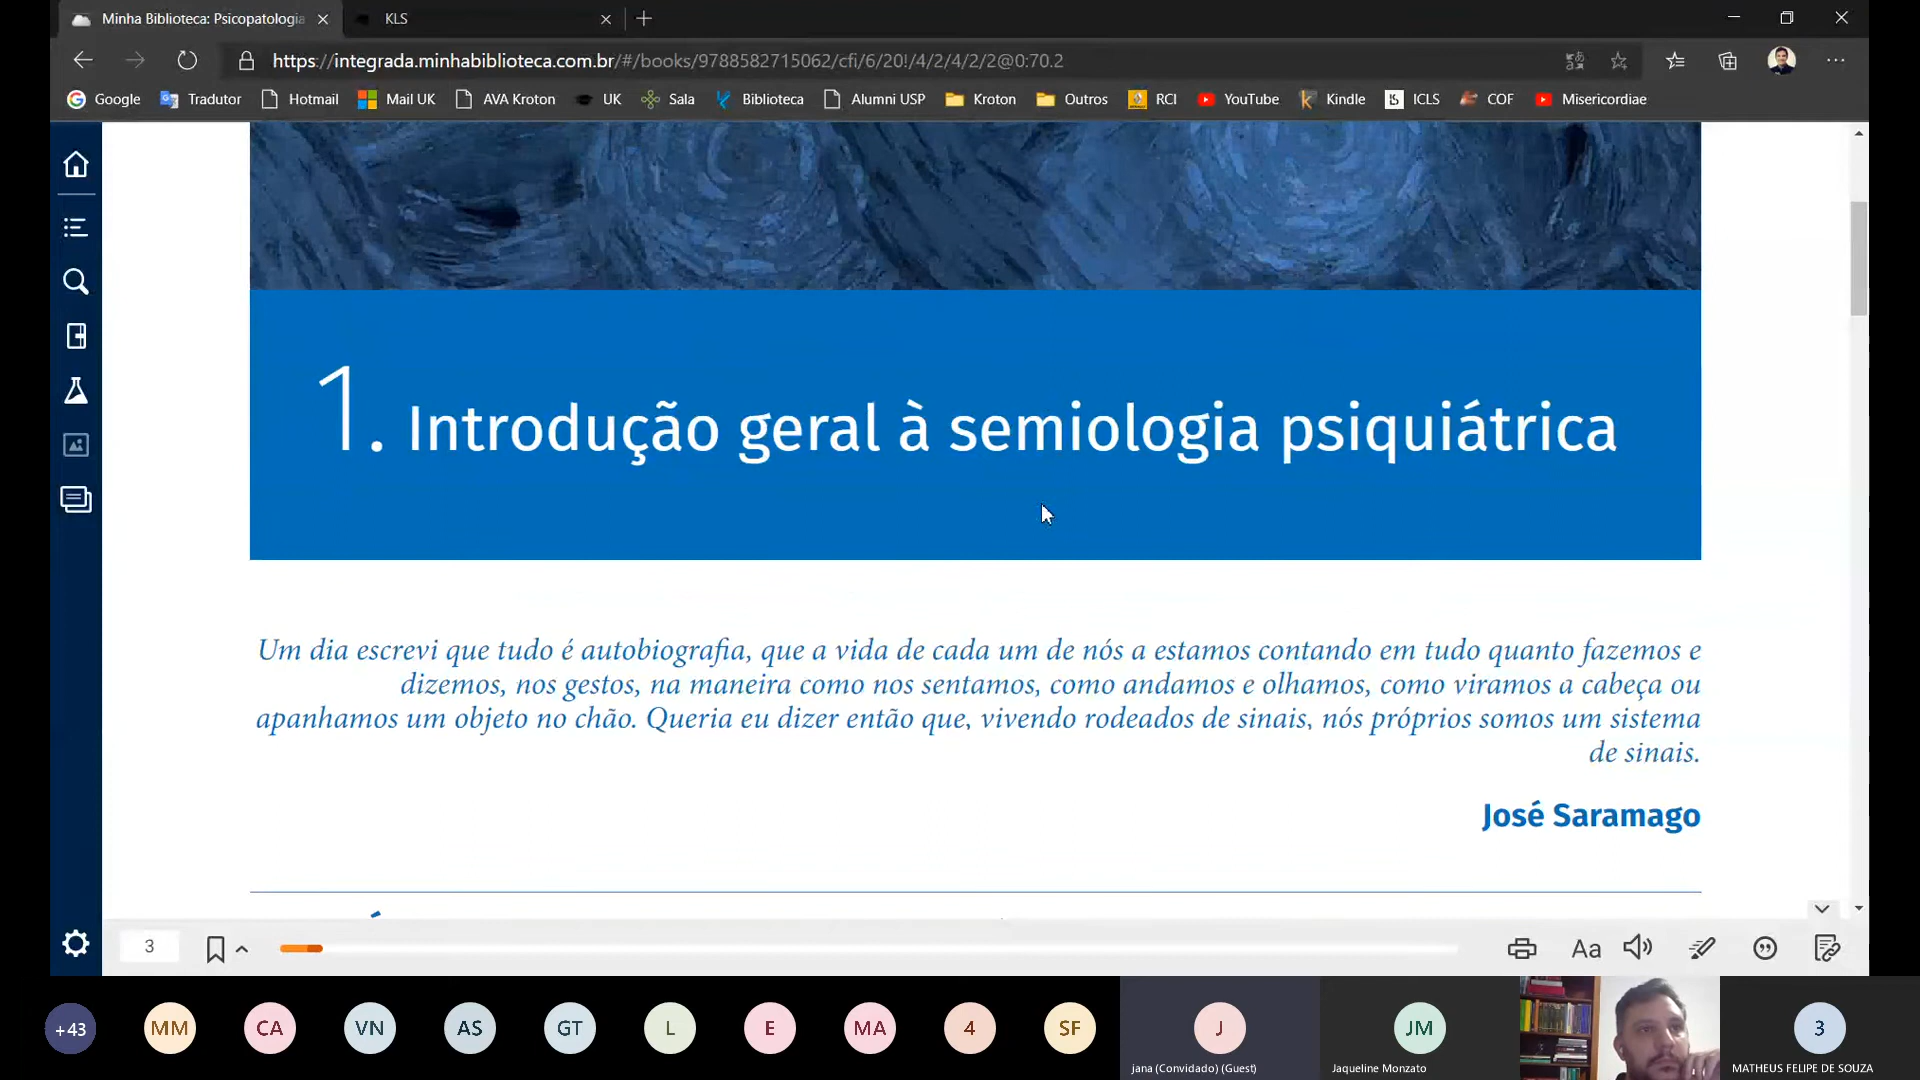 Minha Biblioteca: Psicopatologia
KLS
https://integrada.minhabiblioteca.com.br/#/books/9788582715062/cfi/6/20!/4/2/4/2/2@0:70.2
Google Tradutor Hotmail Mail UK AVA Kroton UK Sala Biblioteca Alumni USP Kroton Outros RCI YouTube Kindle ICLS COF Misericordiae
1. Introdução geral à semiologia psiquiátrica
Um dia escrevi que tudo é autobiografia, que a vida de cada um de nós a estamos contando em tudo quanto fazemos e
dizemos, nos gestos, na maneira como nos sentamos, como andamos e olhamos, como viramos a cabeça ou
apanhamos um objeto no chão. Queria eu dizer então que, vivendo rodeados de sinais, nós próprios somos um sistema
de sinais.
José Saramago
3
Aa
+43 MM CA VN AS GT L E MA 4 SF J JM 3
jana (Convidado) (Guest) Jaqueline Monzato MATHEUS FELIPE DE SOUZA